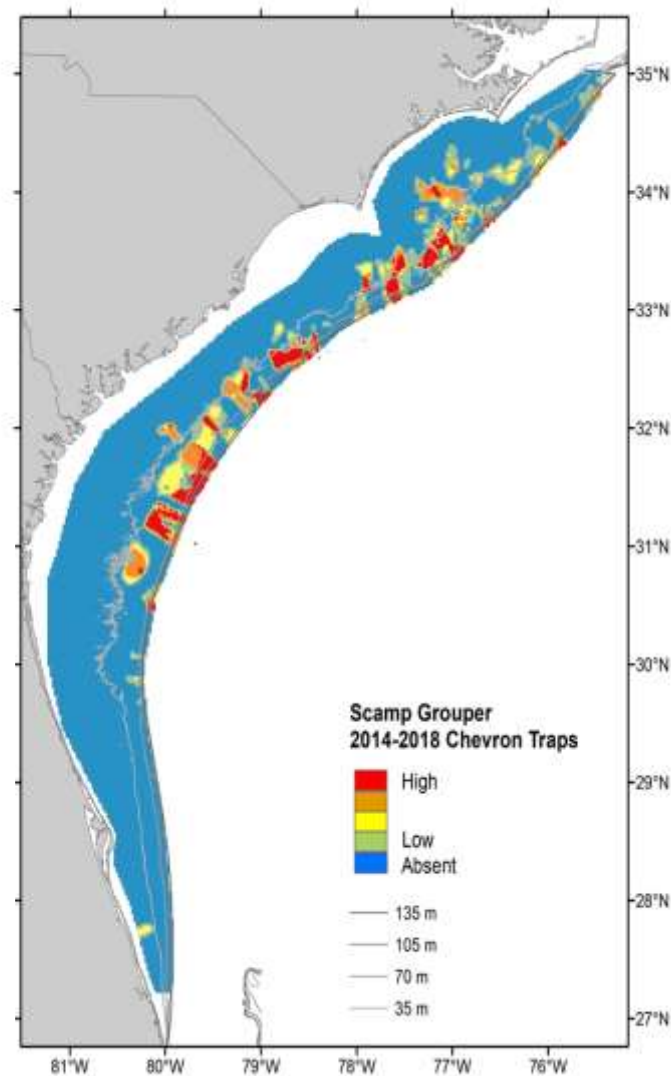 35°N
34°N
33°N
32°N
31°N
30°N
29°N
28°N
27°N
Scamp Grouper
2014-2018 Chevron Traps
High
Low
Absent
135 m
105 m
70 m
35 m
81°W 80°W 79°W 78°W 77°W 76°W